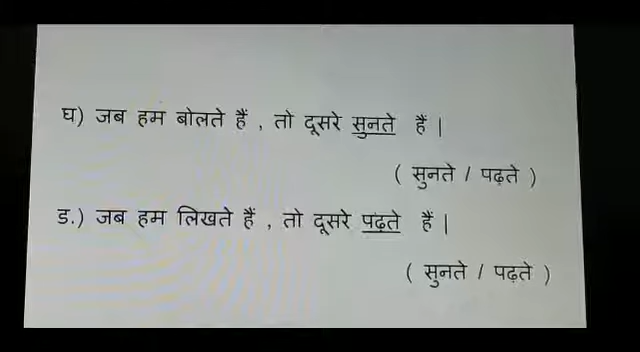 घ) जब हम बोलते हैं , तो दूसरे सुनते हैं |
( सुनते / पढ़ते )
ड.) जब हम लिखते हैं , तो दूसरे पढ़ते हैं |
( सुनते / पढ़ते )